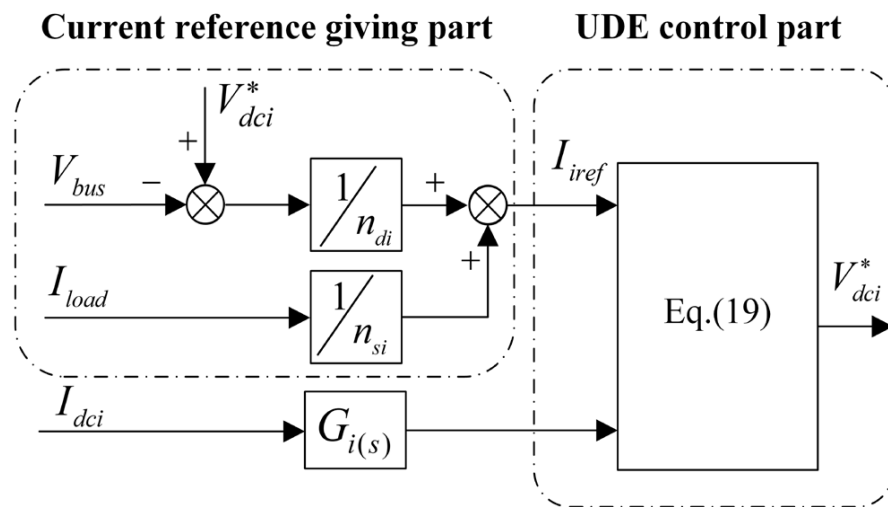 Current reference giving part
UDE control part
V*dci
+
Vbus
−
1/ndi
+
Iiref
Iload
1/nsi
+
Eq.(19)
V*dci
Idci
Gi(s)